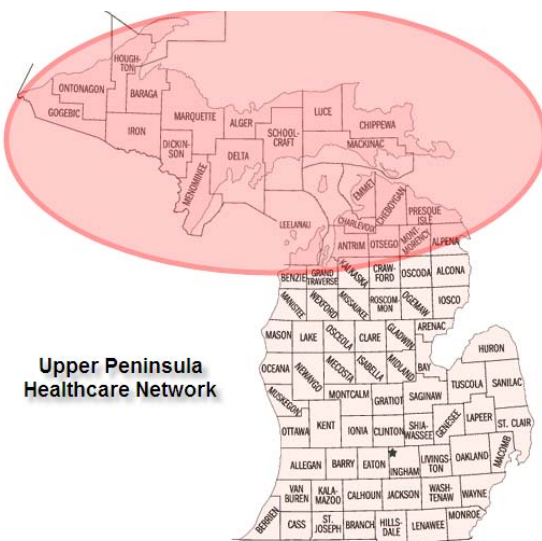 HOUGH-
TON
ONTONAGON
BARAGA
GOGEBIC
MARQUETTE
ALGER
LUCE
CHIPPEWA
IRON
SCHOOL-
CRAFT
DICKIN-
SON
DELTA
MACKINAC
MENOMINEE
EMMET
CHEBOYGAN
PRESQUE
ISLE
LEELANAU
CHARLEVOIX
ANTRIM
OTSEGO
MONT-
MORENCY
ALPENA
BENZIE
GRAND
TRAVERSE
KALKASKA
CRAW-
FORD
OSCODA
ALCONA
MANISTEE
WEXFORD
MISSAUKEE
ROSCOM-
MON
OGEMAW
IOSCO
ARENAC
MASON
LAKE
OSCEOLA
CLARE
GLADWIN
HURON
Upper Peninsula
Healthcare Network
OCEANA
NEWAYGO
MECOSTA
ISABELLA
MIDLAND
BAY
TUSCOLA
SANILAC
MUSKEGON
MONTCALM
GRATIOT
SAGINAW
GENESEE
LAPEER
ST. CLAIR
OTTAWA
KENT
IONIA
CLINTON
SHIA-
WASSEE
MACOMB
ALLEGAN
BARRY
EATON
INGHAM
LIVINGS-
TON
OAKLAND
VAN
BUREN
KALA-
MAZOO
CALHOUN
JACKSON
WASH-
TENAW
WAYNE
BERRIEN
CASS
ST.
JOSEPH
BRANCH
HILLS-
DALE
LENAWEE
MONROE